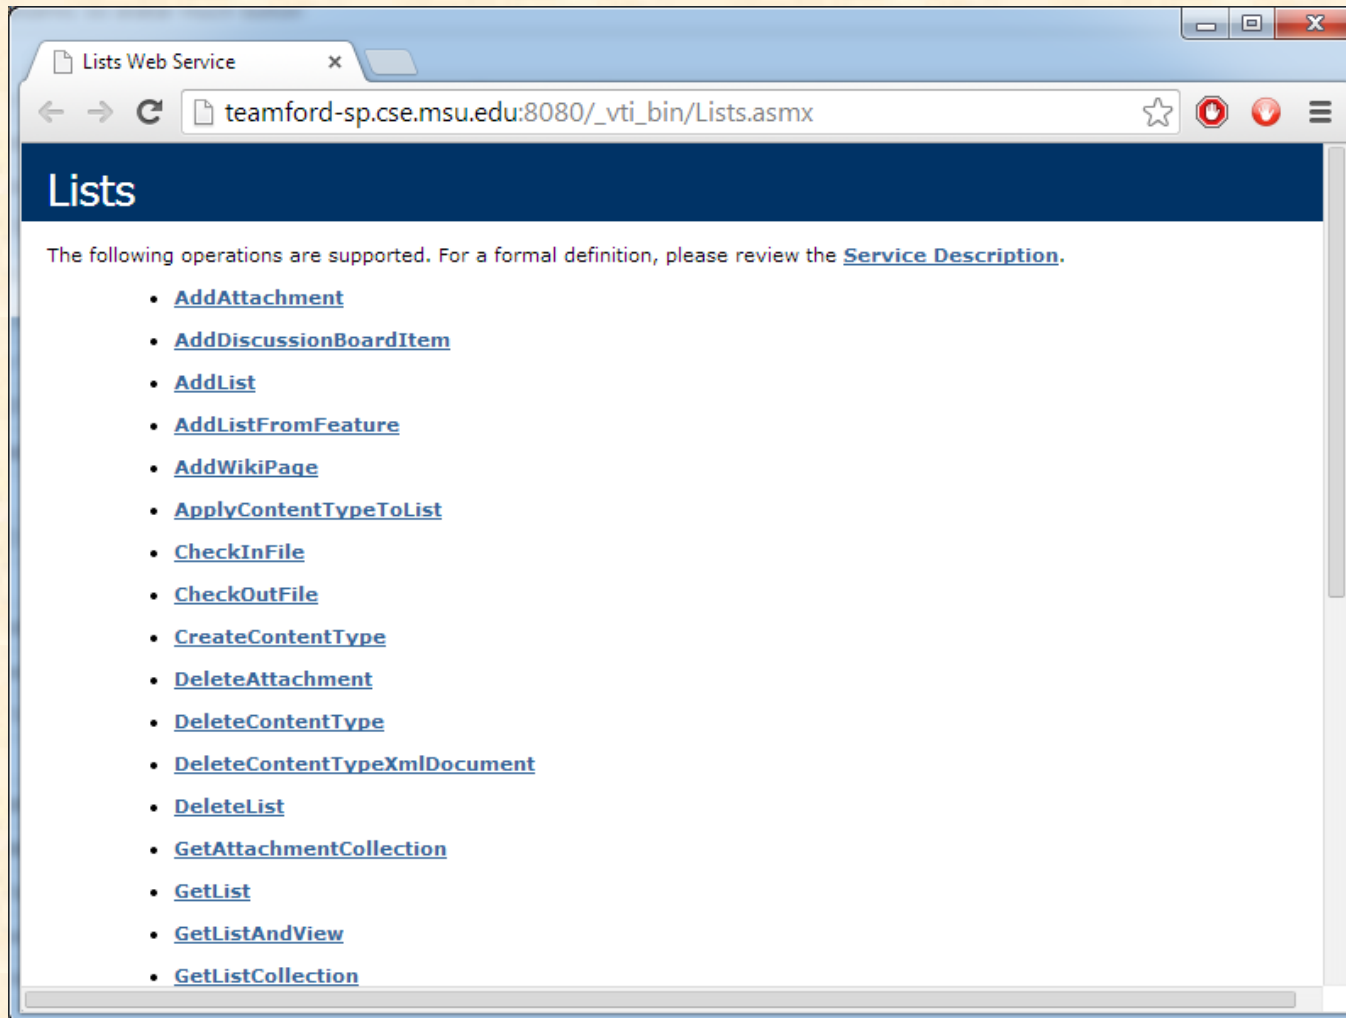 Lists Web Service
teamford-sp.cse.msu.edu:8080/_vti_bin/Lists.asmx
Lists
The following operations are supported. For a formal definition, please review the Service Description.
AddAttachment
AddDiscussionBoardItem
AddList
AddListFromFeature
AddWikiPage
ApplyContentTypeToList
CheckInFile
CheckOutFile
CreateContentType
DeleteAttachment
DeleteContentType
DeleteContentTypeXmlDocument
DeleteList
GetAttachmentCollection
GetList
GetListAndView
GetListCollection